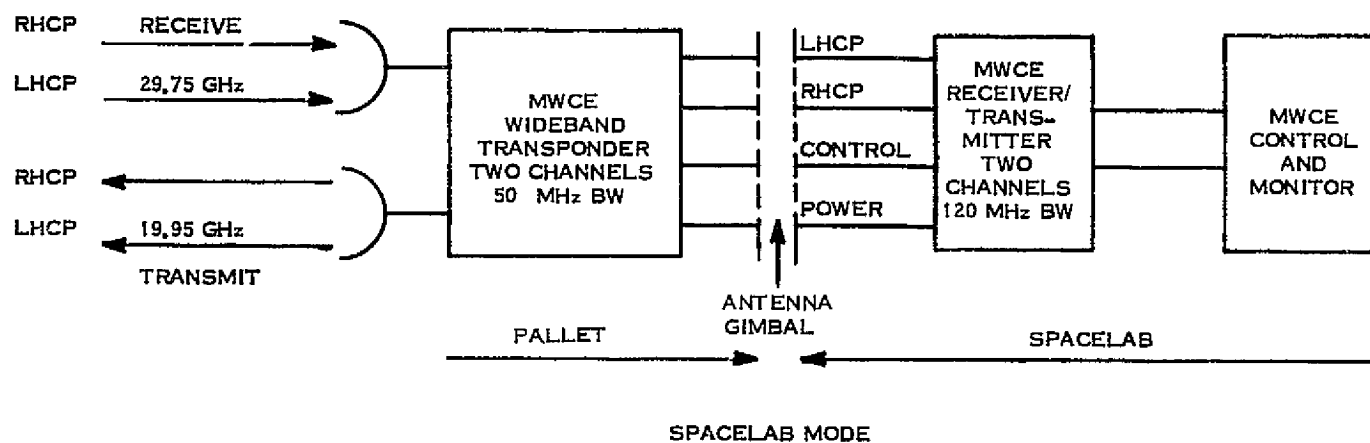 RHCP RECEIVE
LHCP 29.75 GHz
RHCP
LHCP 19.95 GHz
TRANSMIT
MWCE
WIDEBAND
TRANSPONDER
TWO CHANNELS
50 MHz BW
LHCP
RHCP
CONTROL
POWER
ANTENNA
GIMBAL
MWCE
RECEIVER/
TRANS-
MITTER
TWO
CHANNELS
120 MHz BW
MWCE
CONTROL
AND
MONITOR
PALLET
SPACELAB
SPACELAB MODE